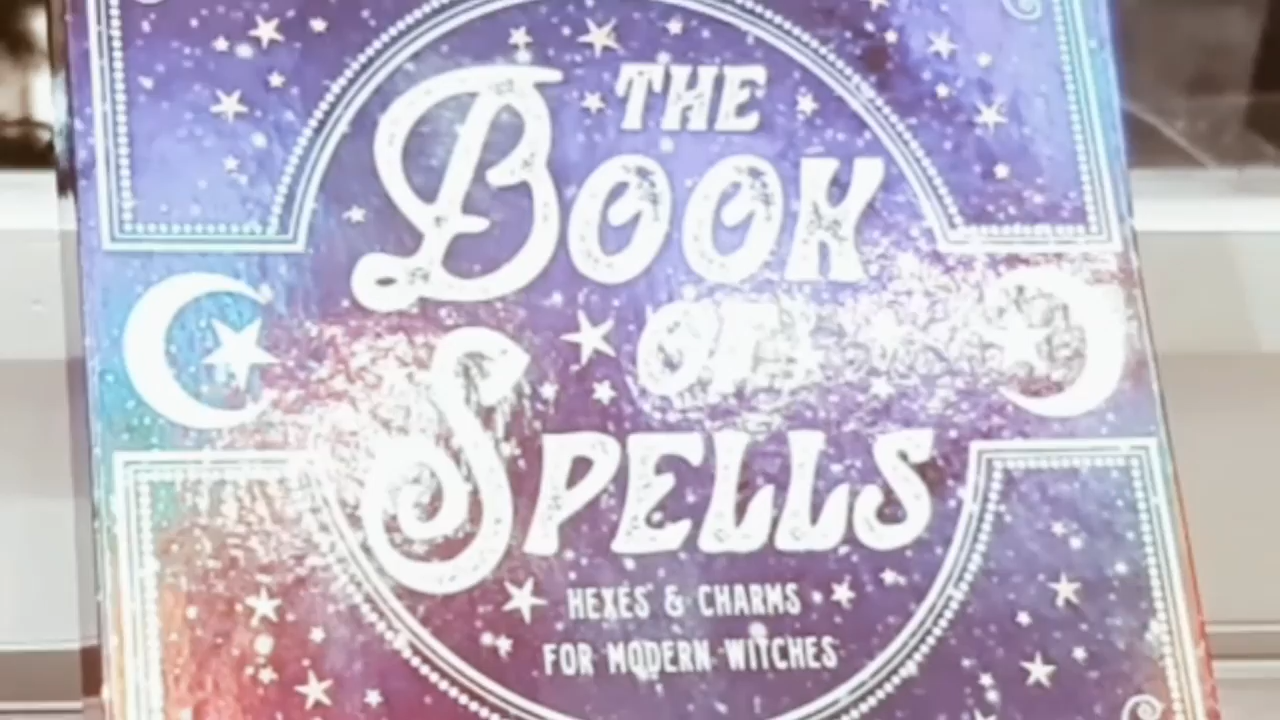 THE
BOOK
OF
SPELLS
HEXES & CHARMS
FOR MODERN WITCHES